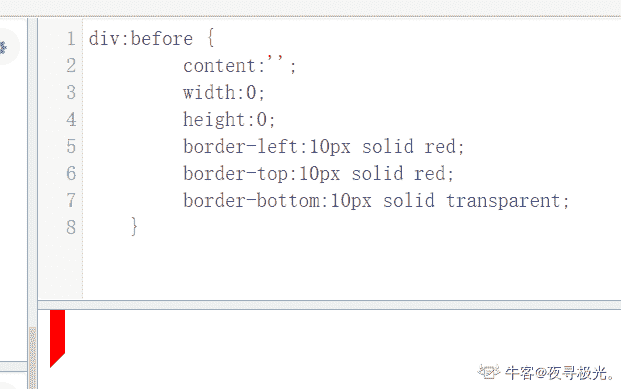 1 div:before {
2 content:'';
3 width:0;
4 height:0;
5 border-left:10px solid red;
6 border-top:10px solid red;
7 border-bottom:10px solid transparent;
8 }
牛客@夜寻极光。